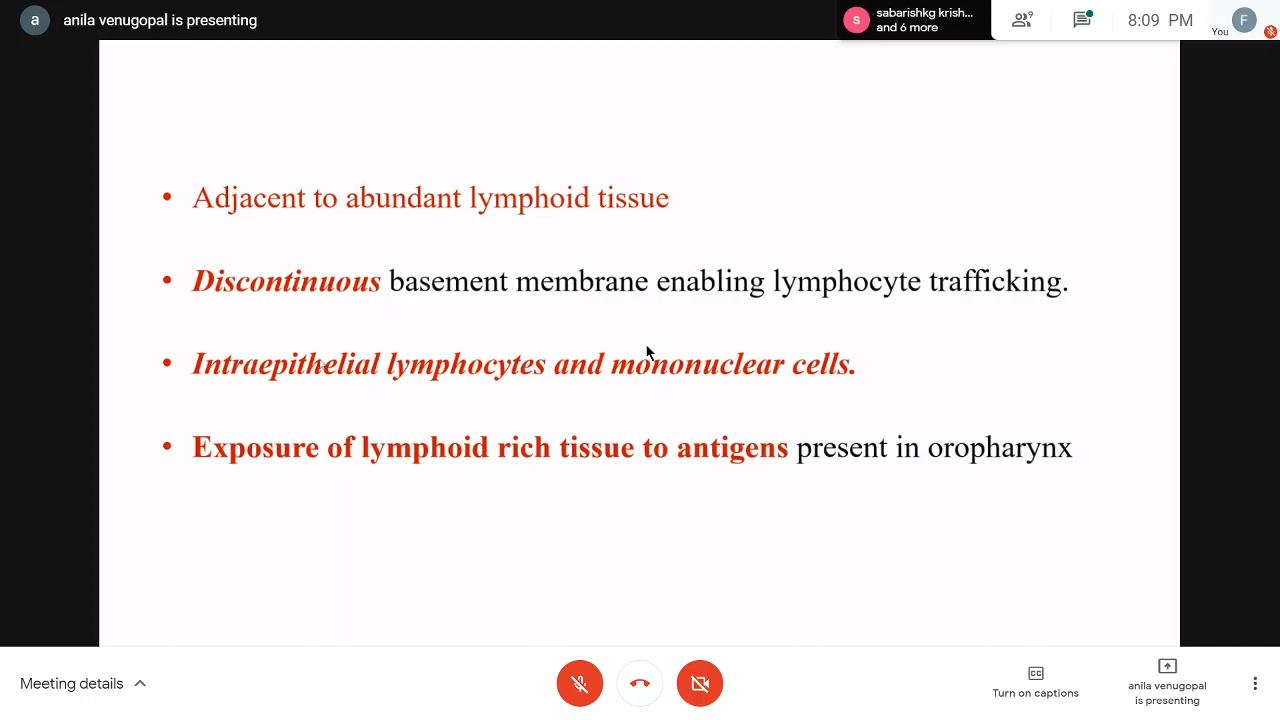 a
anila venugopal is presenting
s
sabarishkg krish...
and 6 more
9
8:09 PM
You
F
• Adjacent to abundant lymphoid tissue
• Discontinuous basement membrane enabling lymphocyte trafficking.
• Intraepithelial lymphocytes and mononuclear cells.
• Exposure of lymphoid rich tissue to antigens present in oropharynx
Meeting details
CC
Turn on captions
anila venugopal
is presenting